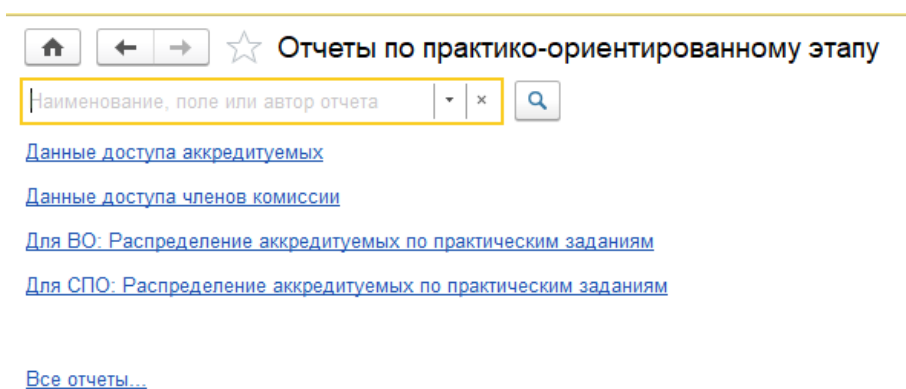 Отчеты по практико-ориентированному этапу
Наименование, поле или автор отчета
Данные доступа аккредитуемых
Данные доступа членов комиссии
Для ВО: Распределение аккредитуемых по практическим заданиям
Для СПО: Распределение аккредитуемых по практическим заданиям
Все отчеты...